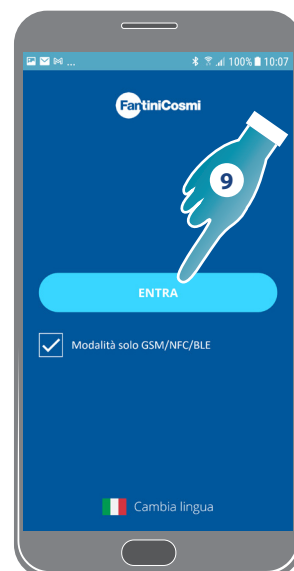 ... 100% 10:07
FantiniCosmi
9
ENTRA
Modalità solo GSM/NFC/BLE
Cambia lingua